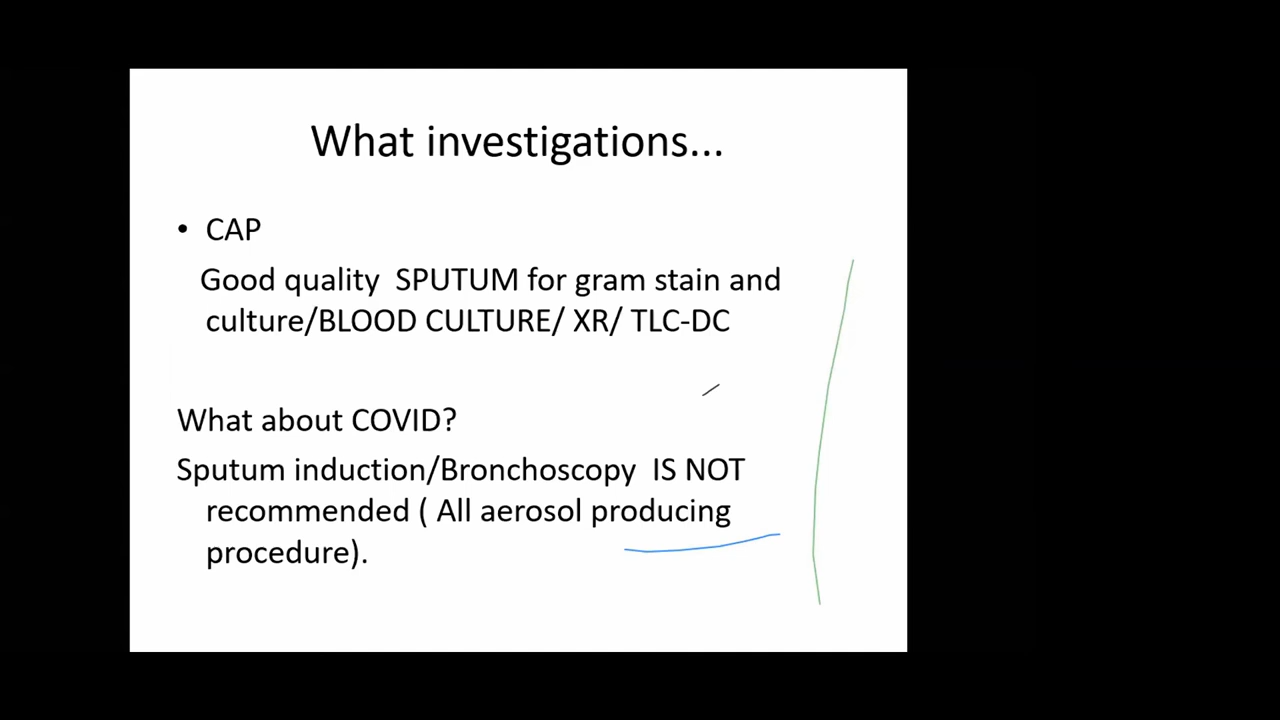 What investigations...
• CAP
Good quality SPUTUM for gram stain and
culture/BLOOD CULTURE/ XR/ TLC-DC
What about COVID?
Sputum induction/Bronchoscopy IS NOT
recommended ( All aerosol producing
procedure).